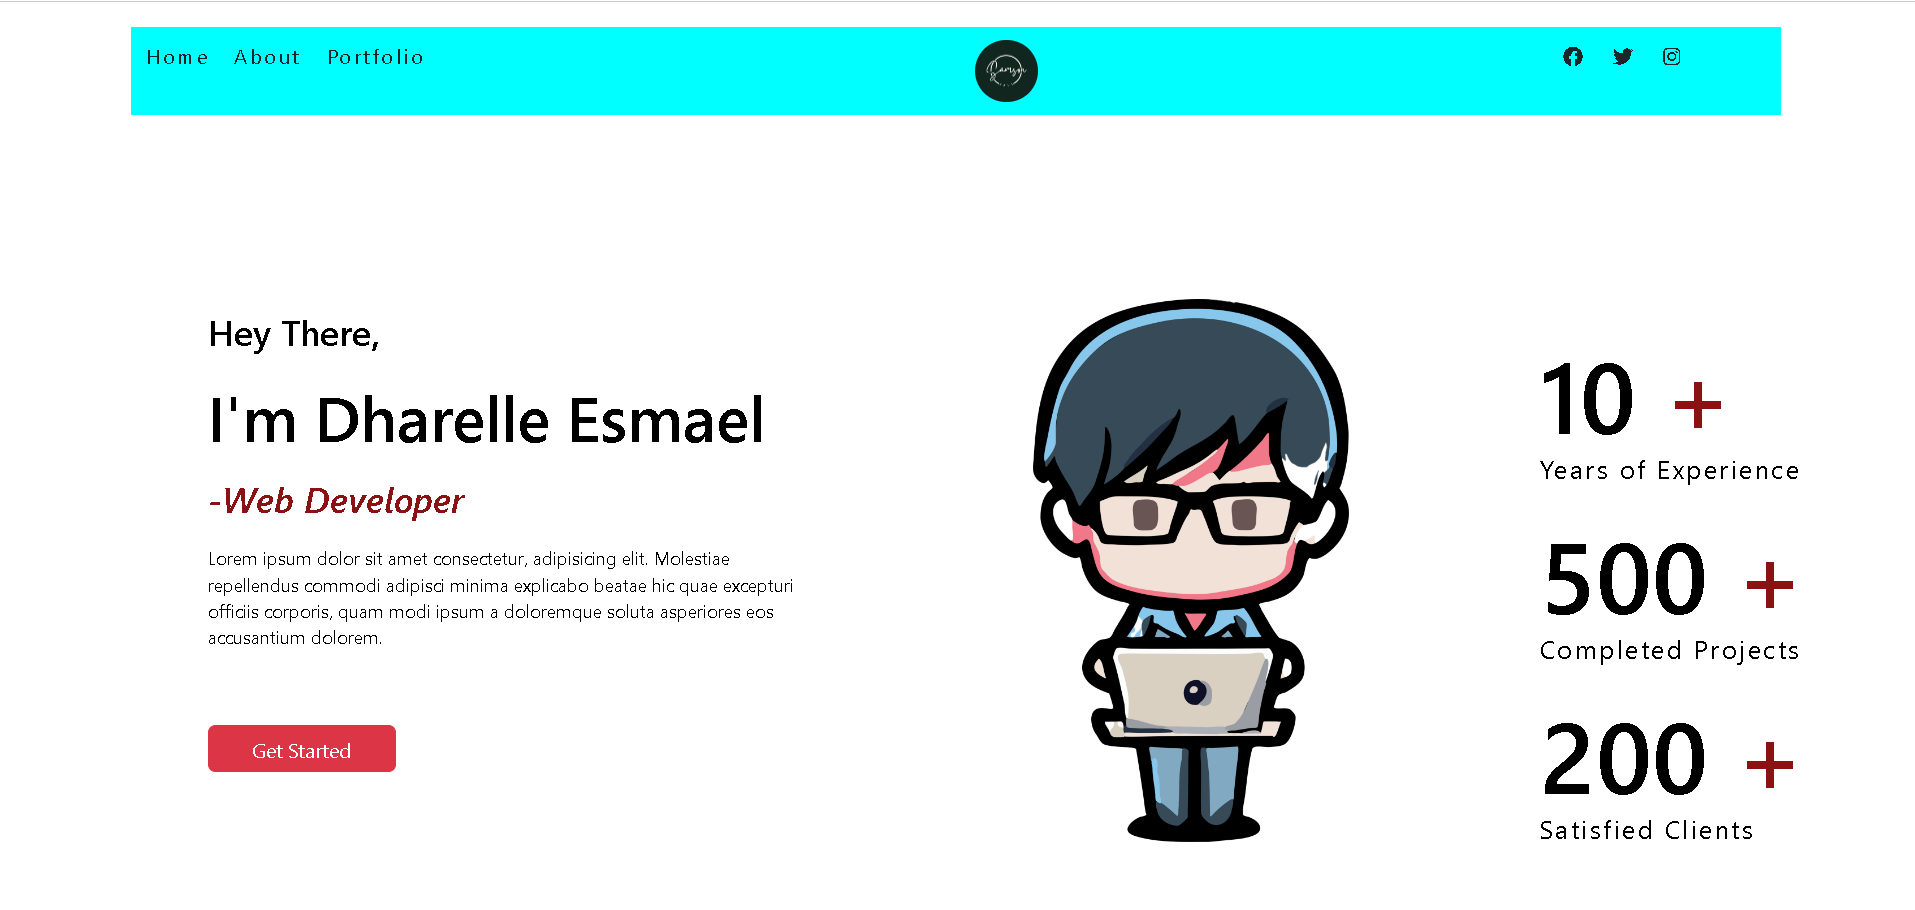 Home About Portfolio
Hey There,
I'm Dharelle Esmael
-Web Developer
Lorem ipsum dolor sit amet consectetur, adipisicing elit. Molestiae
repellendus commodi adipisci minima explicabo beatae hic quae excepturi
officiis corporis, quam modi ipsum a doloremque soluta asperiores eos
accusantium dolorem.
Get Started
10 +
Years of Experience
500 +
Completed Projects
200 +
Satisfied Clients